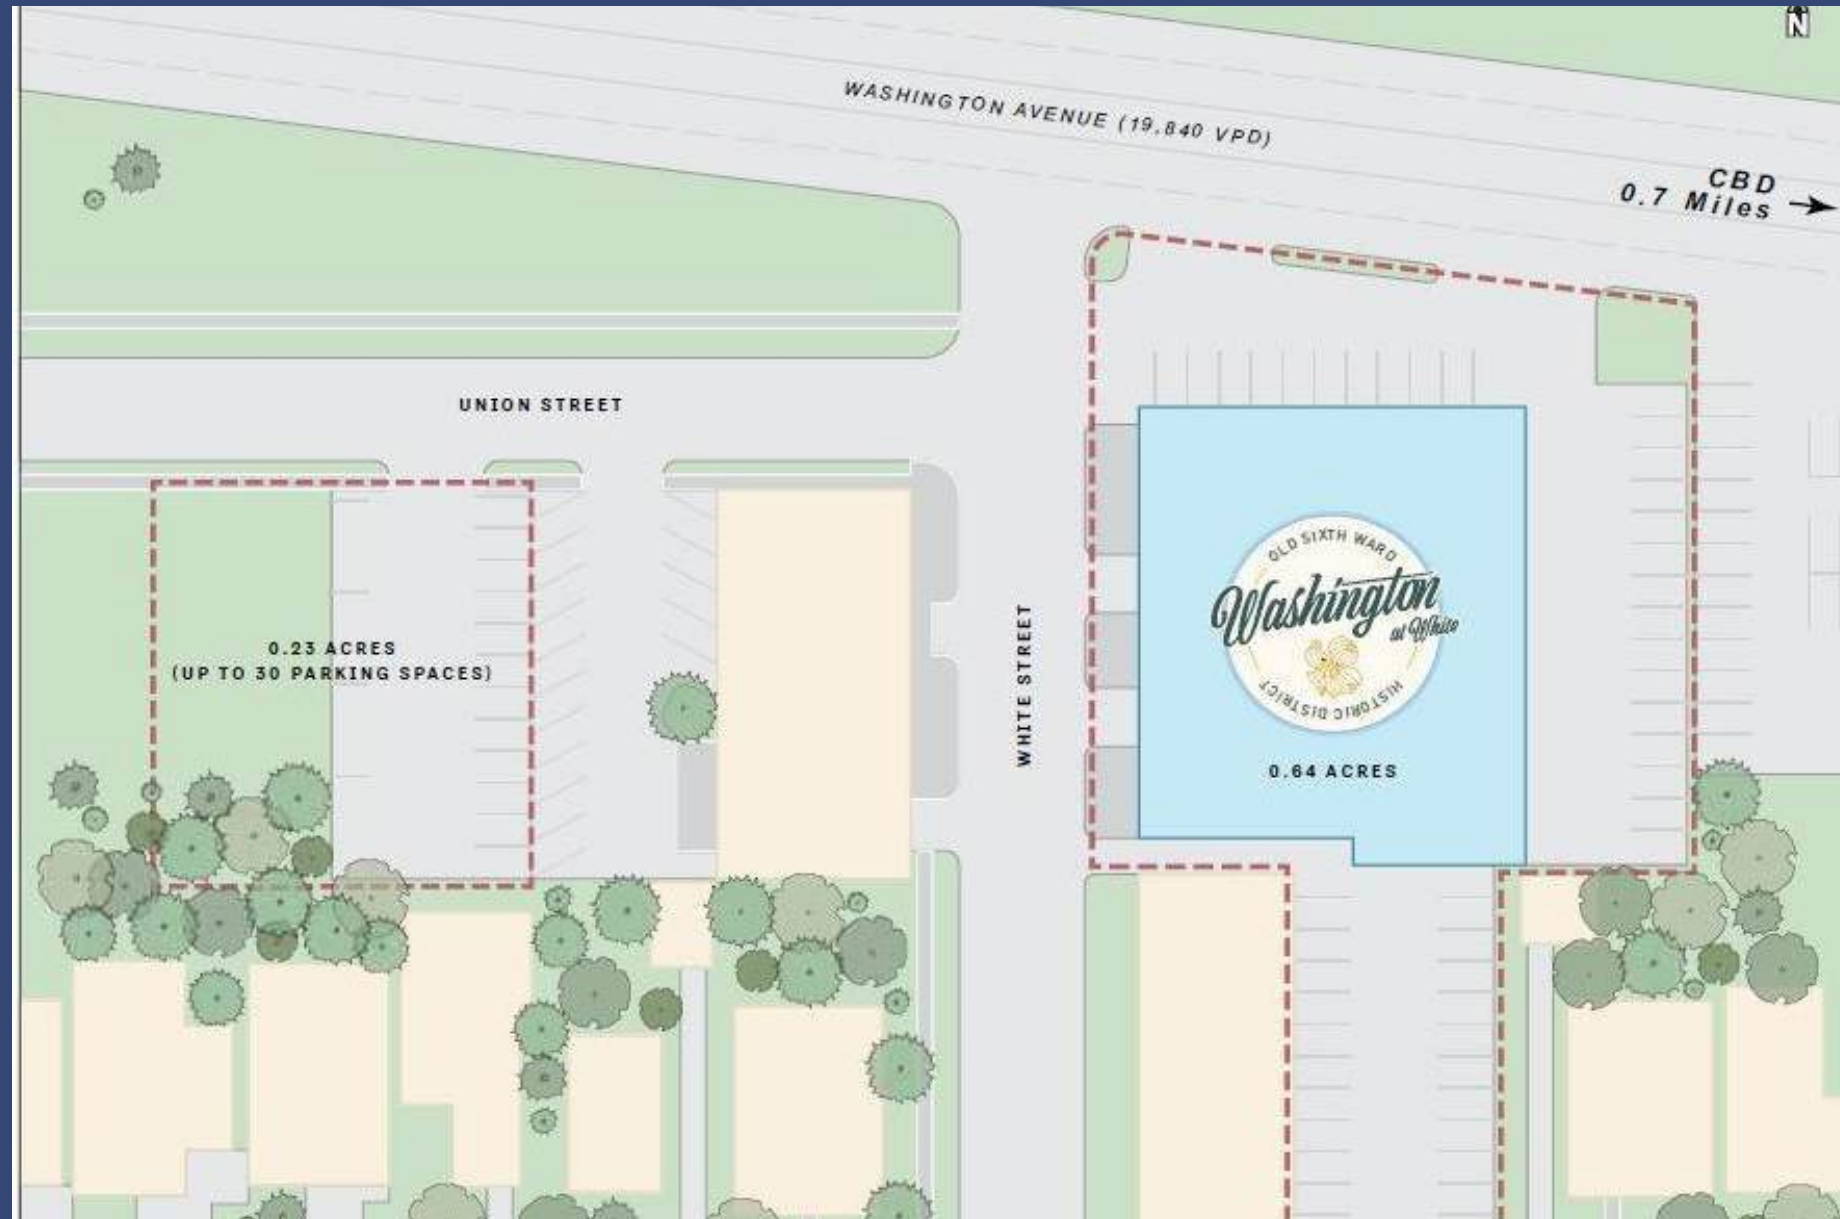 N
WASHINGTON AVENUE (19,840 VPD)
CBD
0.7 Miles
UNION STREET
0.23 ACRES
(UP TO 30 PARKING SPACES)
WHITE STREET
OLD SIXTH WARD
Washington
at White
HISTORIC DISTRICT
0.64 ACRES